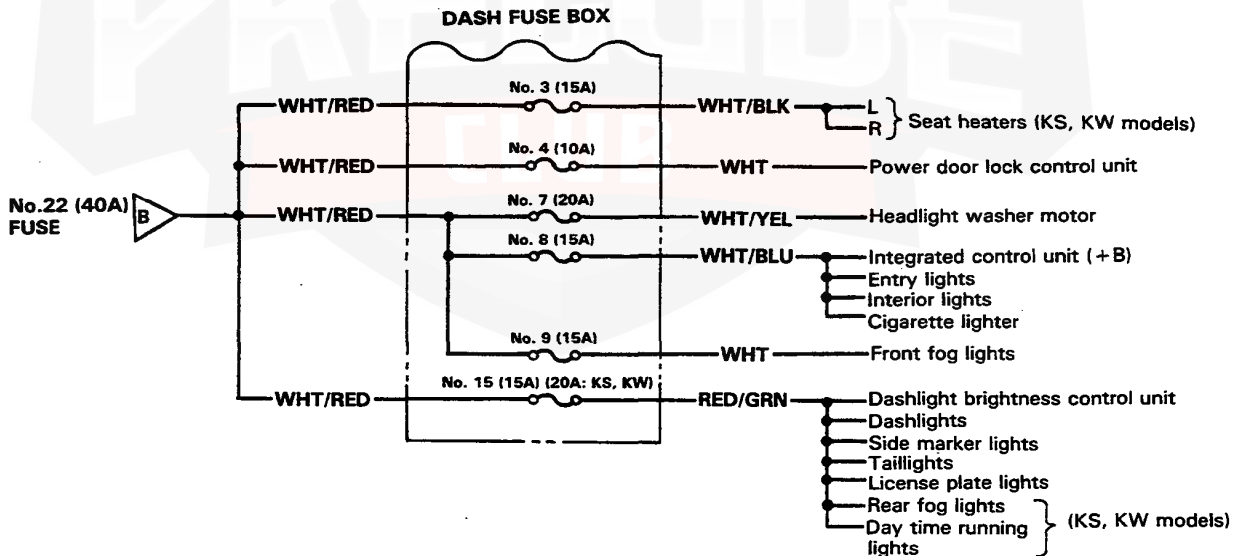 DASH FUSE BOX
No. 3 (15A)
WHT/RED
WHT/BLK
L
R
Seat heaters (KS, KW models)
No. 4 (10A)
WHT/RED
WHT
Power door lock control unit
No.22 (40A)
FUSE
B
WHT/RED
No. 7 (20A)
WHT/YEL
Headlight washer motor
No. 8 (15A)
WHT/BLU
Integrated control unit (+B)
Entry lights
Interior lights
Cigarette lighter
No. 9 (15A)
WHT
Front fog lights
No. 15 (15A) (20A: KS, KW)
WHT/RED
RED/GRN
Dashlight brightness control unit
Dashlights
Side marker lights
Taillights
License plate lights
Rear fog lights
Day time running
lights
(KS, KW models)
PRELUDE
CLUB